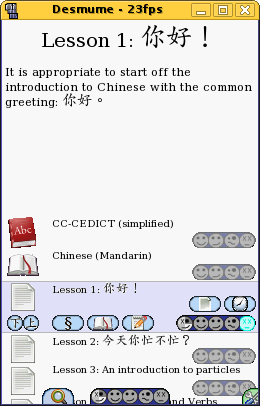 Desmume - 23fps
Lesson 1: 你好！
It is appropriate to start off the
introduction to Chinese with the common
greeting: 你好。
Abc
CC-CEDICT (simplified)
Chinese (Mandarin)
Lesson 1: 你好！
下 上 §
Lesson 2: 今天你忙不忙？
Lesson 3: An introduction to particles
and Verbs